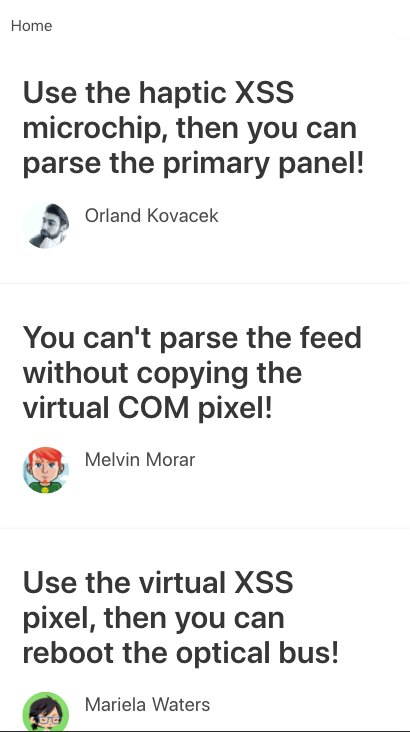 Home
Use the haptic XSS
microchip, then you can
parse the primary panel!
Orland Kovacek
You can't parse the feed
without copying the
virtual COM pixel!
Melvin Morar
Use the virtual XSS
pixel, then you can
reboot the optical bus!
Mariela Waters